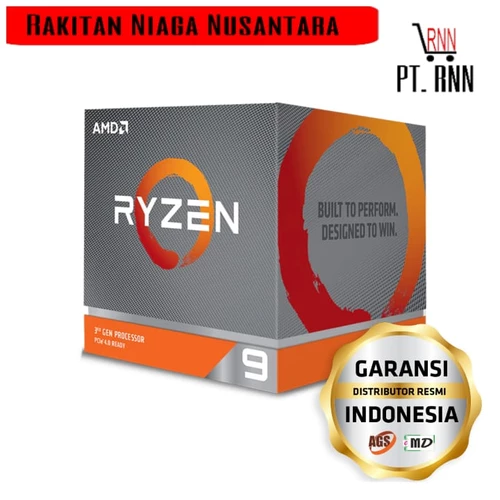 RAKITAN NIAGA NUSANTARA
RNN
PT. RNN
AMD
RYZEN
BUILT TO PERFORM.
DESIGNED TO WIN.
3rd GEN PROCESSOR
PCIe 4.0 READY
9
GARANSI
DISTRIBUTOR RESMI
INDONESIA
AGS
MD